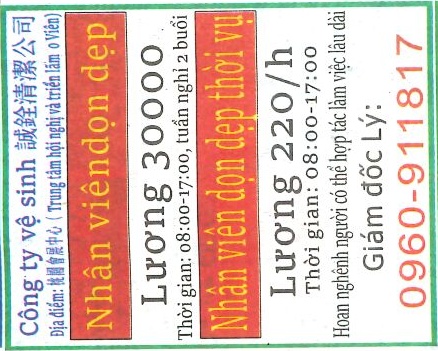 Công ty vệ sinh 誠銓清潔公司
Địa điểm: 桃園會展中心 ( Trung tâm hội nghị và triển lãm o Viên)
Nhân viêndọn dẹp
Lương 30000
Thời gian: 08:00-17:00, tuần nghỉ 2 buổi
Nhân viên dọn dẹp thời vụ
Lương 220/h
Thời gian: 08:00-17:00
Hoan nghênh người có thể hợp tác làm việc lâu dài
Giám đốc Lý:
0960-911817